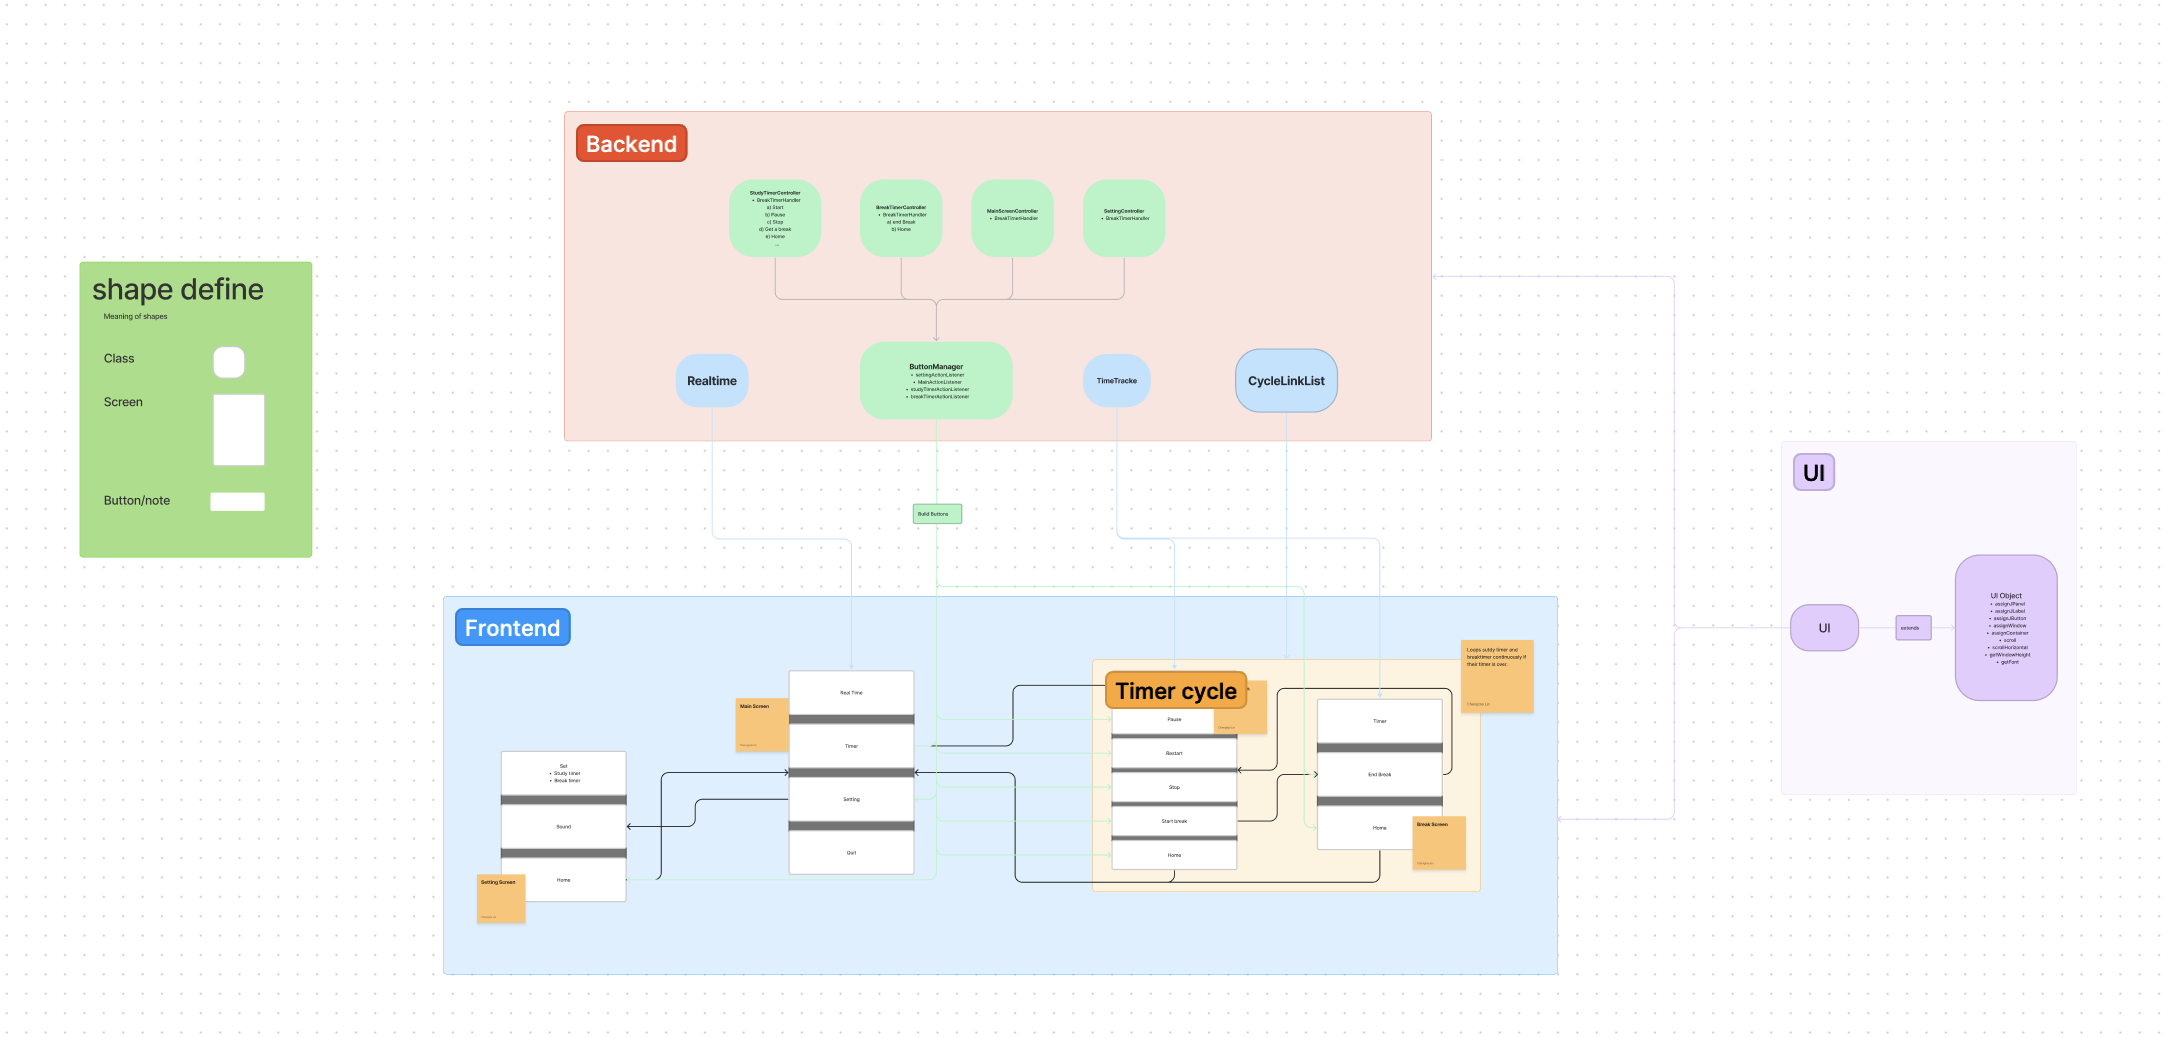 shape define
Meaning of shapes
Class
Screen
Button/note
Backend
StudyTimerController
• BreakTimerHandler
a) Start
b) Pause
c) Stop
d) Get a break
e) Home
...
BreakTimerController
• BreakTimerHandler
a) end Break
b) Home
MainScreenController
• BreakTimerHandler
SettingController
• BreakTimerHandler
Realtime
ButtonManager
• settingActionListener
• MainActionListener
• studyTimerActionListener
• breakTimerActionListener
TimeTracke
CycleLinkList
Build Buttons
Frontend
Setting Screen
Set
• Study timer
• Break timer
Sound
Home
Main Screen
Real Time
Timer
Setting
Quit
Timer cycle
Pause
Restart
Stop
Start break
Home
Timer
End Break
Home
Break Screen
Loops sutdy timer and
breaktimer continuously if
their timer is over.
UI
UI
extends
UI Object
• assignJPanel
• assignJLabel
• assignJButton
• assignWindow
• assignContainer
• scroll
• scrollHorizontal
• getWindowHeight
• getFont